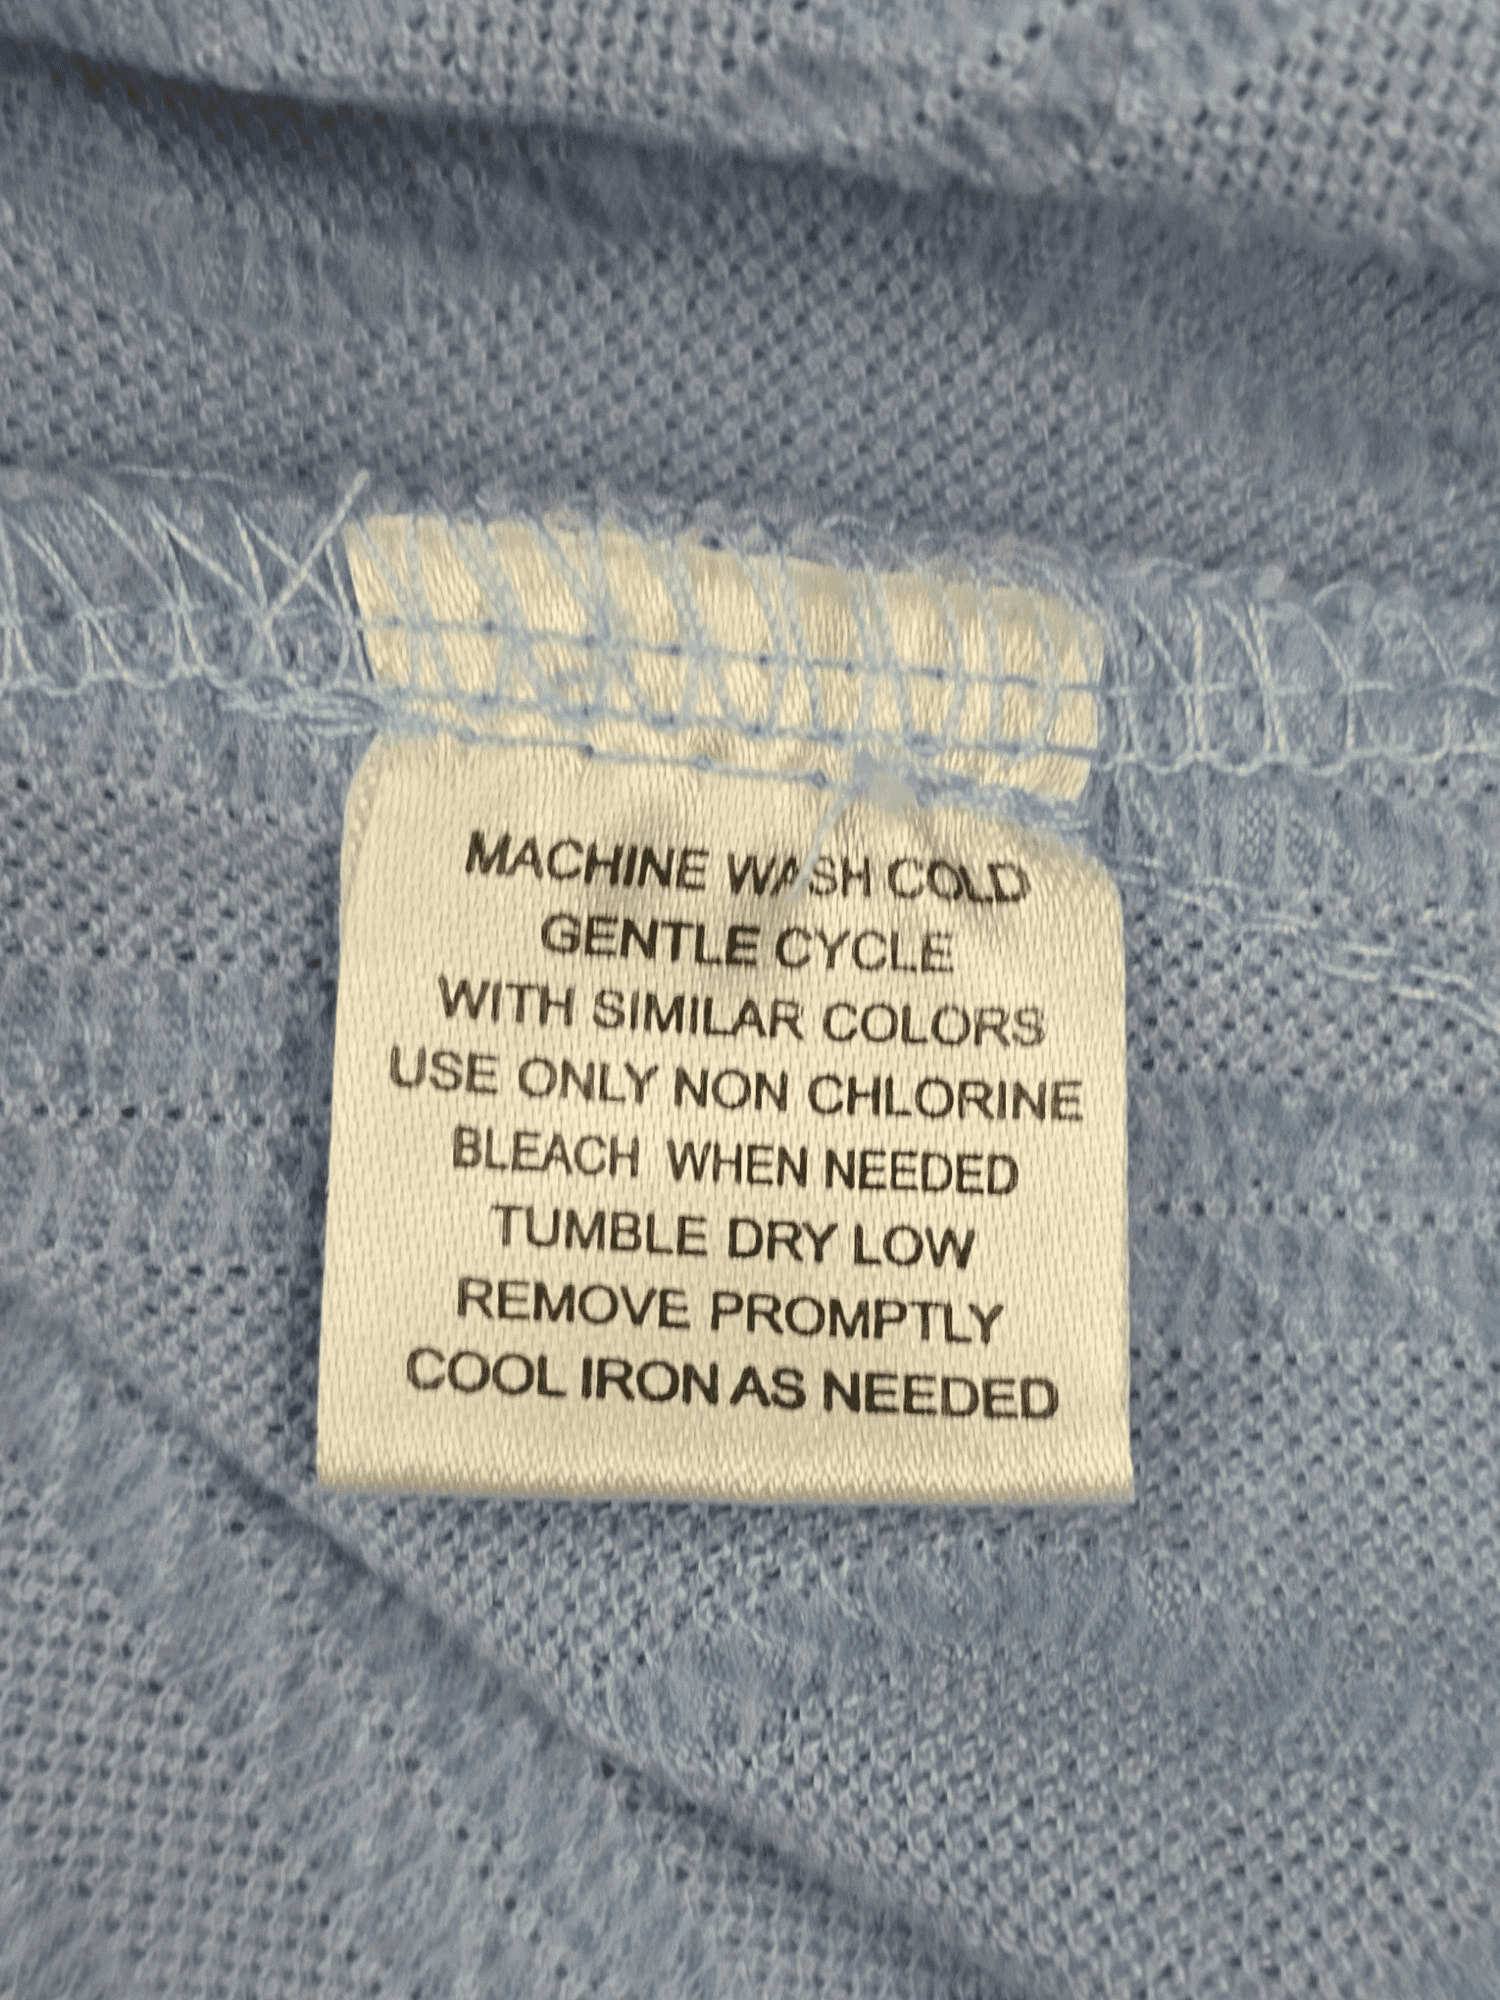 MACHINE WASH COLD
GENTLE CYCLE
WITH SIMILAR COLORS
USE ONLY NON CHLORINE
BLEACH WHEN NEEDED
TUMBLE DRY LOW
REMOVE PROMPTLY
COOL IRON AS NEEDED